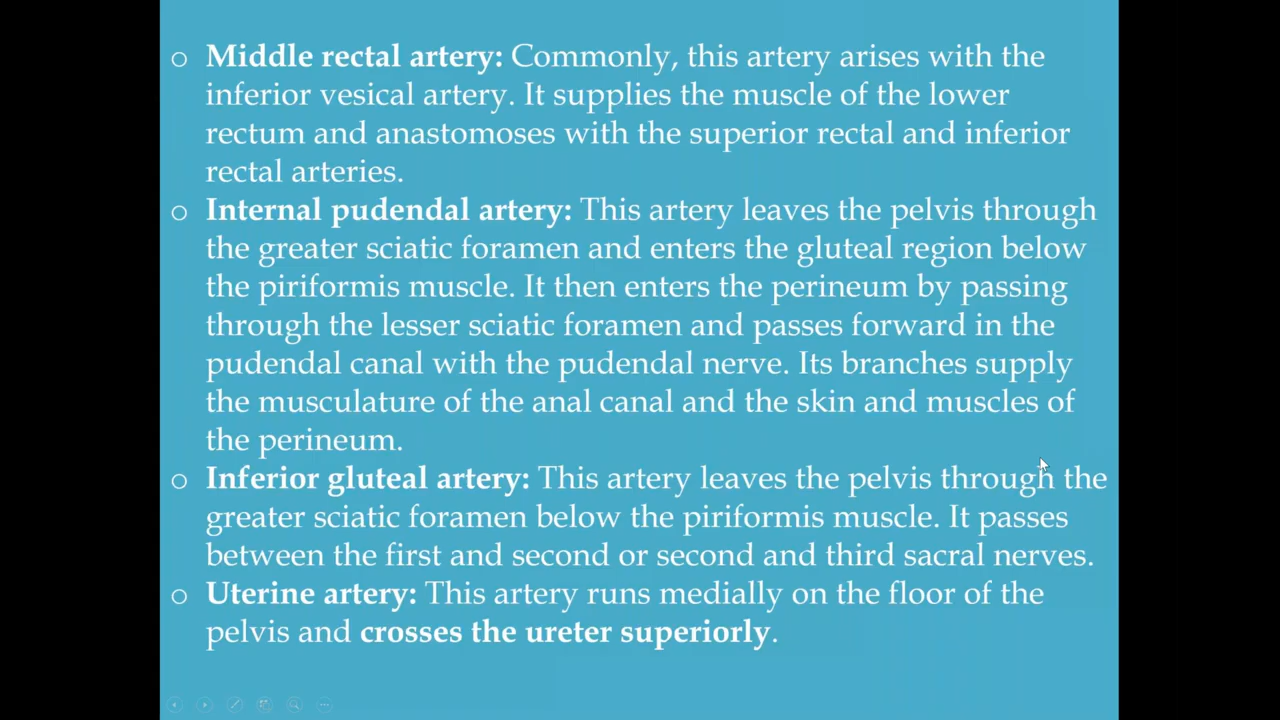 o Middle rectal artery: Commonly, this artery arises with the
inferior vesical artery. It supplies the muscle of the lower
rectum and anastomoses with the superior rectal and inferior
rectal arteries.
o Internal pudendal artery: This artery leaves the pelvis through
the greater sciatic foramen and enters the gluteal region below
the piriformis muscle. It then enters the perineum by passing
through the lesser sciatic foramen and passes forward in the
pudendal canal with the pudendal nerve. Its branches supply
the musculature of the anal canal and the skin and muscles of
the perineum.
o Inferior gluteal artery: This artery leaves the pelvis through the
greater sciatic foramen below the piriformis muscle. It passes
between the first and second or second and third sacral nerves.
o Uterine artery: This artery runs medially on the floor of the
pelvis and crosses the ureter superiorly.